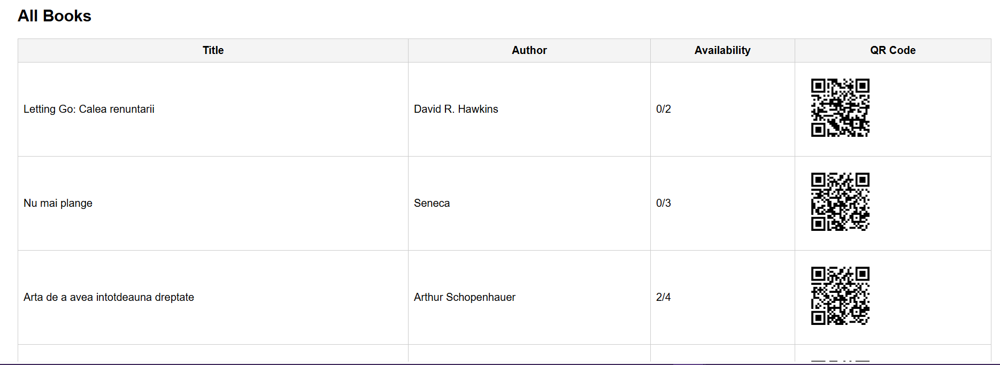 All Books
Title Author Availability QR Code
Letting Go: Calea renuntarii David R. Hawkins 0/2
Nu mai plange Seneca 0/3
Arta de a avea intotdeauna dreptate Arthur Schopenhauer 2/4